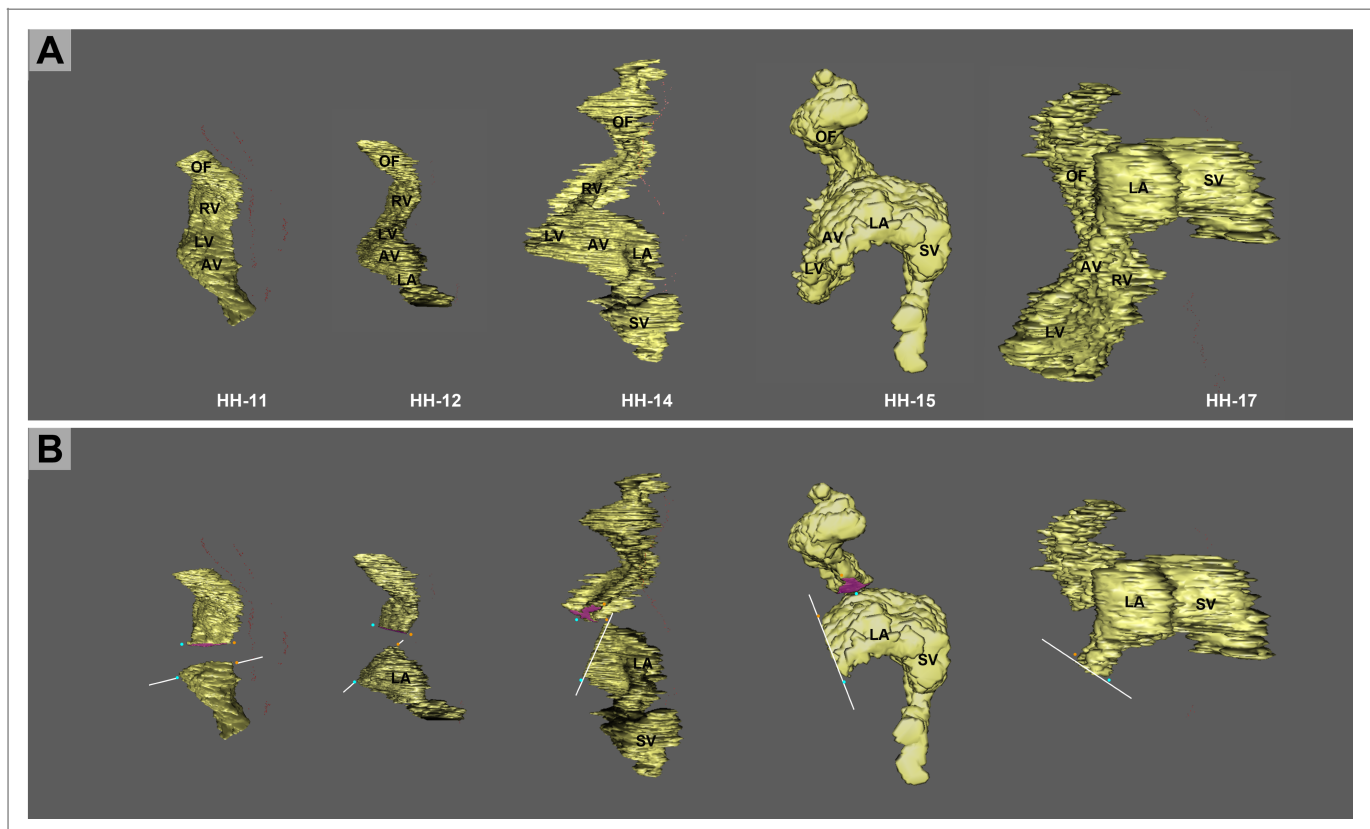 A
OF
RV
LV
AV
OF
RV
LV
AV
LA
OF
RV
LV
AV
LA
SV
OF
LA
AV
SV
LV
OF
LA
SV
AV
RV
LV
HH-11
HH-12
HH-14
HH-15
HH-17
B
LA
LA
SV
LA
SV
LA
SV